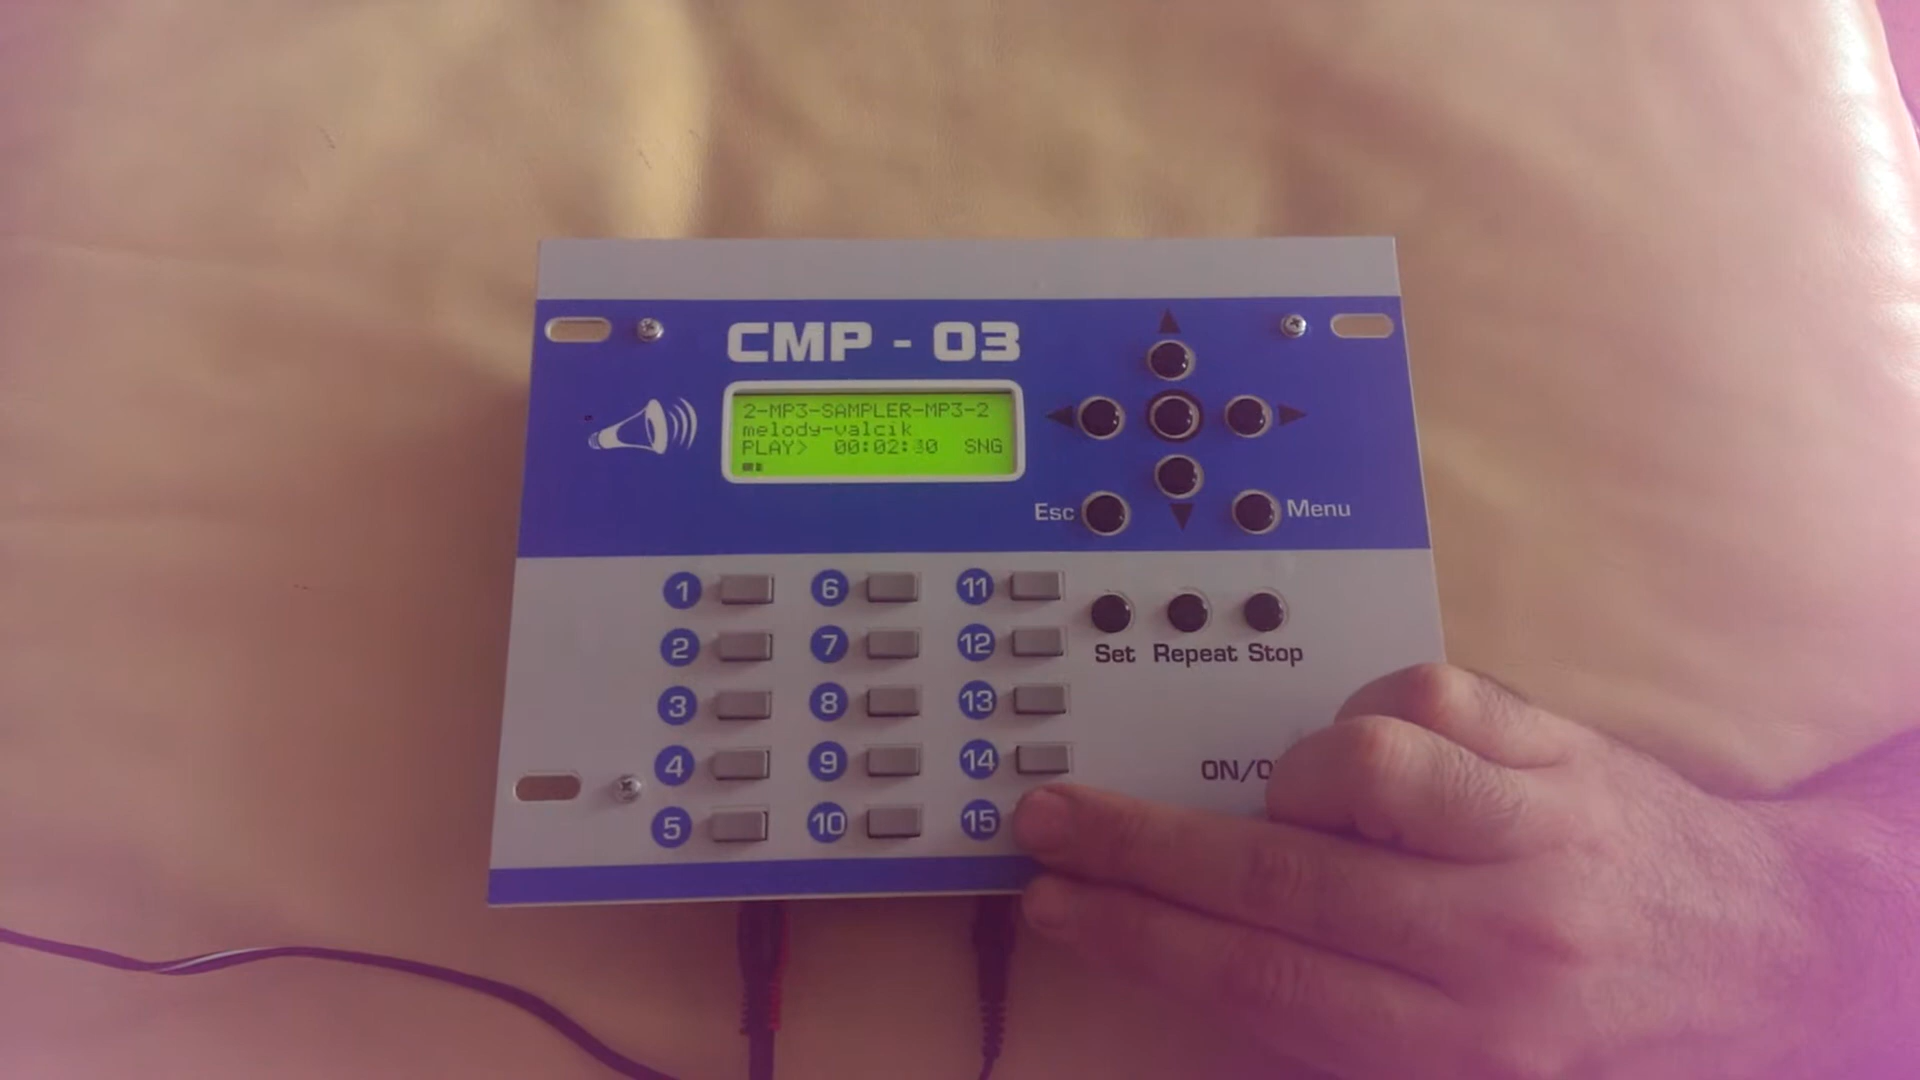 CMP - 03
2-MP3-SAMPLER-MP3-2
melody-valcik
PLAY> 00:02:30 SNG
Esc
Menu
1 6 11
2 7 12
3 8 13
4 9 14
5 10 15
Set Repeat Stop